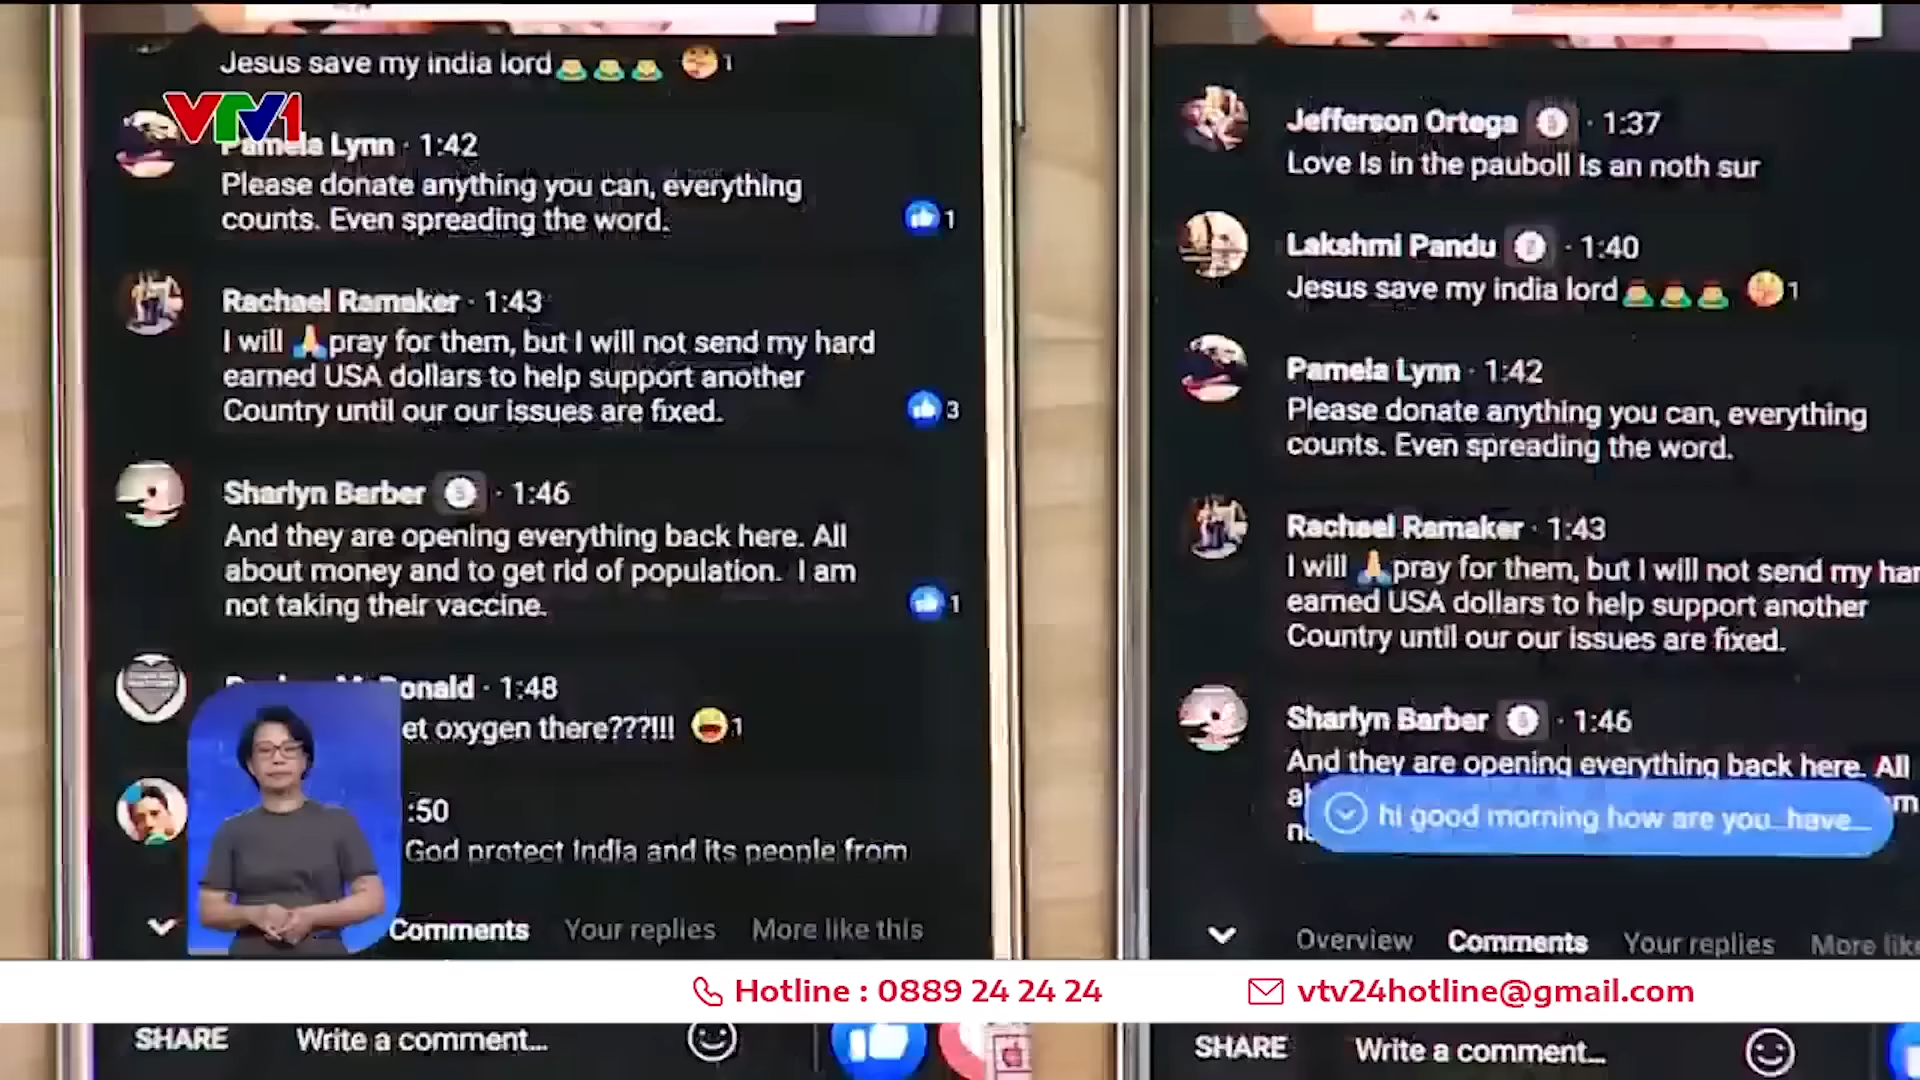 Jesus save my india lord 1
VTV1
Pamela Lynn · 1:42
Please donate anything you can, everything
counts. Even spreading the word.
1
Rachael Ramaker · 1:43
I will pray for them, but I will not send my hard
earned USA dollars to help support another
Country until our our issues are fixed.
3
Sharlyn Barber · 1:46
And they are opening everything back here. All
about money and to get rid of population. I am
not taking their vaccine.
1
onald · 1:48
et oxygen there???!!! 1
:50
God protect India and its people from
Comments Your replies More like this
SHARE Write a comment...
Jefferson Ortega · 1:37
Love Is in the pauboll Is an noth sur
Lakshmi Pandu · 1:40
Jesus save my india lord 1
Pamela Lynn · 1:42
Please donate anything you can, everything
counts. Even spreading the word.
Rachael Ramaker · 1:43
I will pray for them, but I will not send my har
earned USA dollars to help support another
Country until our our issues are fixed.
Sharlyn Barber · 1:46
And they are opening everything back here. All
hi good morning how are you have
Overview Comments Your replies More like
SHARE Write a comment...
Hotline : 0889 24 24 24
vtv24hotline@gmail.com